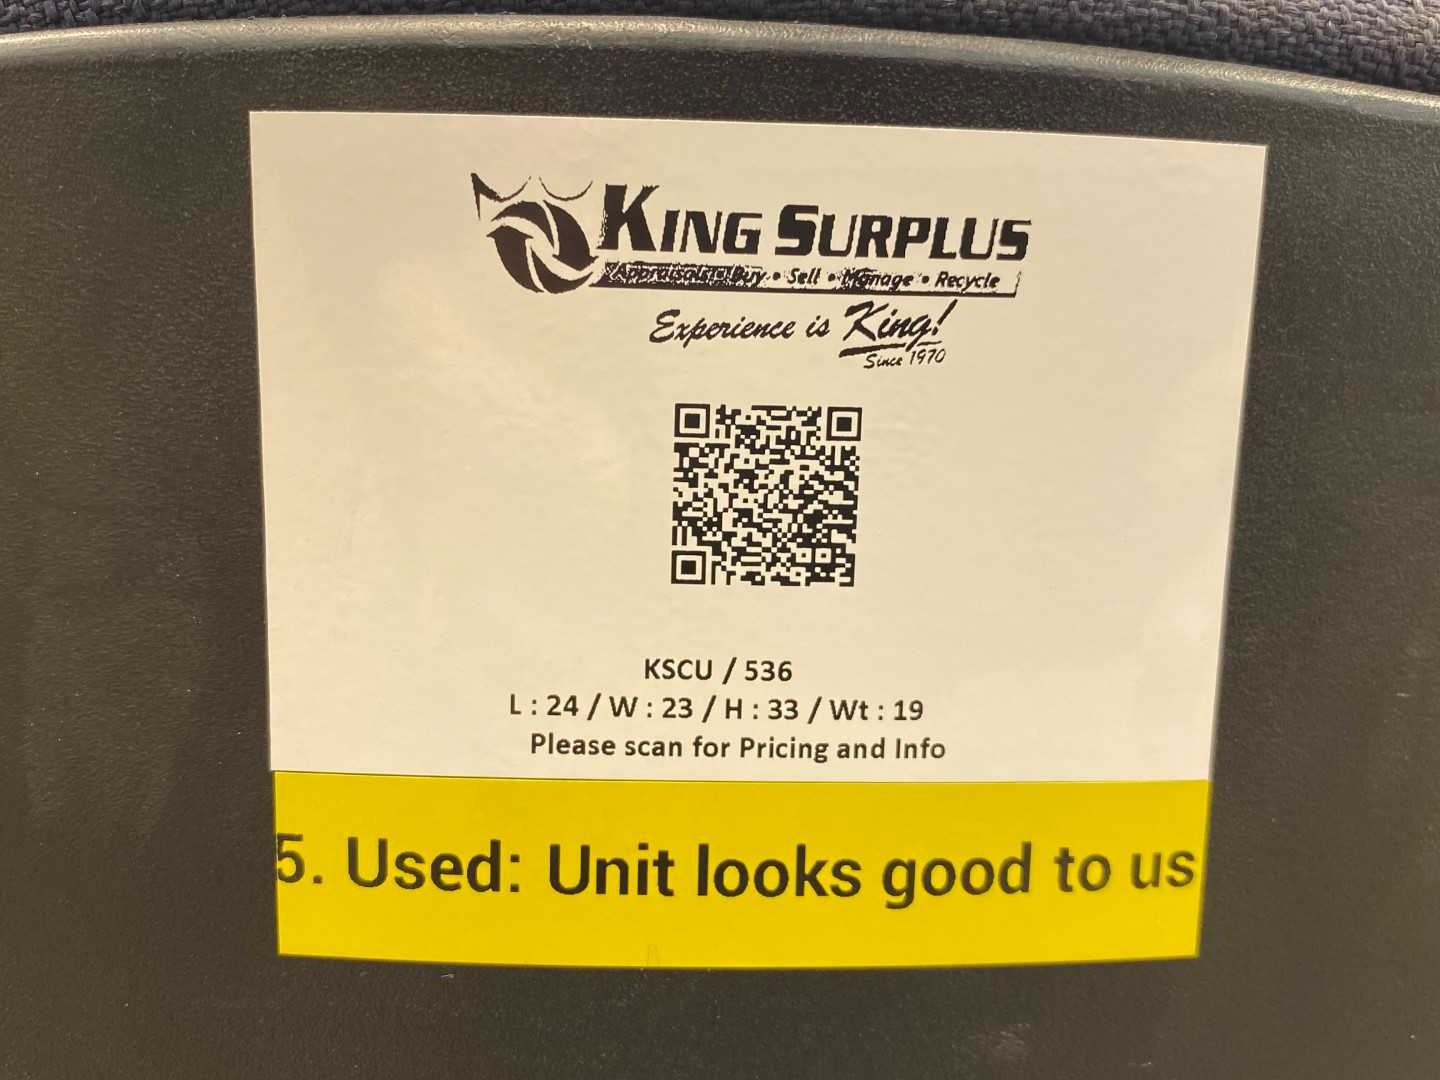 KING SURPLUS
Appraisals • Buy • Sell • Manage • Recycle
Experience is King!
Since 1970
KSCU / 536
L : 24 / W : 23 / H : 33 / Wt : 19
Please scan for Pricing and Info
5. Used: Unit looks good to us